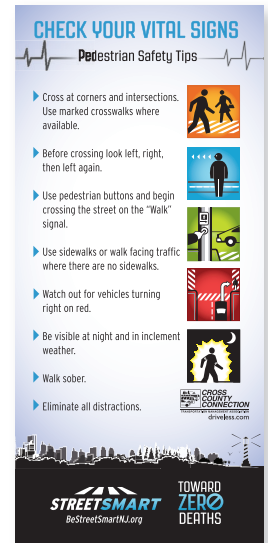 CHECK YOUR VITAL SIGNS
Pedestrian Safety Tips
Cross at corners and intersections.
Use marked crosswalks where
available.
Before crossing look left, right,
then left again.
Use pedestrian buttons and begin
crossing the street on the “Walk”
signal.
Use sidewalks or walk facing traffic
where there are no sidewalks.
Watch out for vehicles turning
right on red.
Be visible at night and in inclement
weather.
Walk sober.
Eliminate all distractions.
CROSS
COUNTY
CONNECTION
TRANSPORTATION MANAGEMENT ASSOCIATION
driveless.com
STREETSMART
BeStreetSmartNJ.org
TOWARD
ZERO
DEATHS